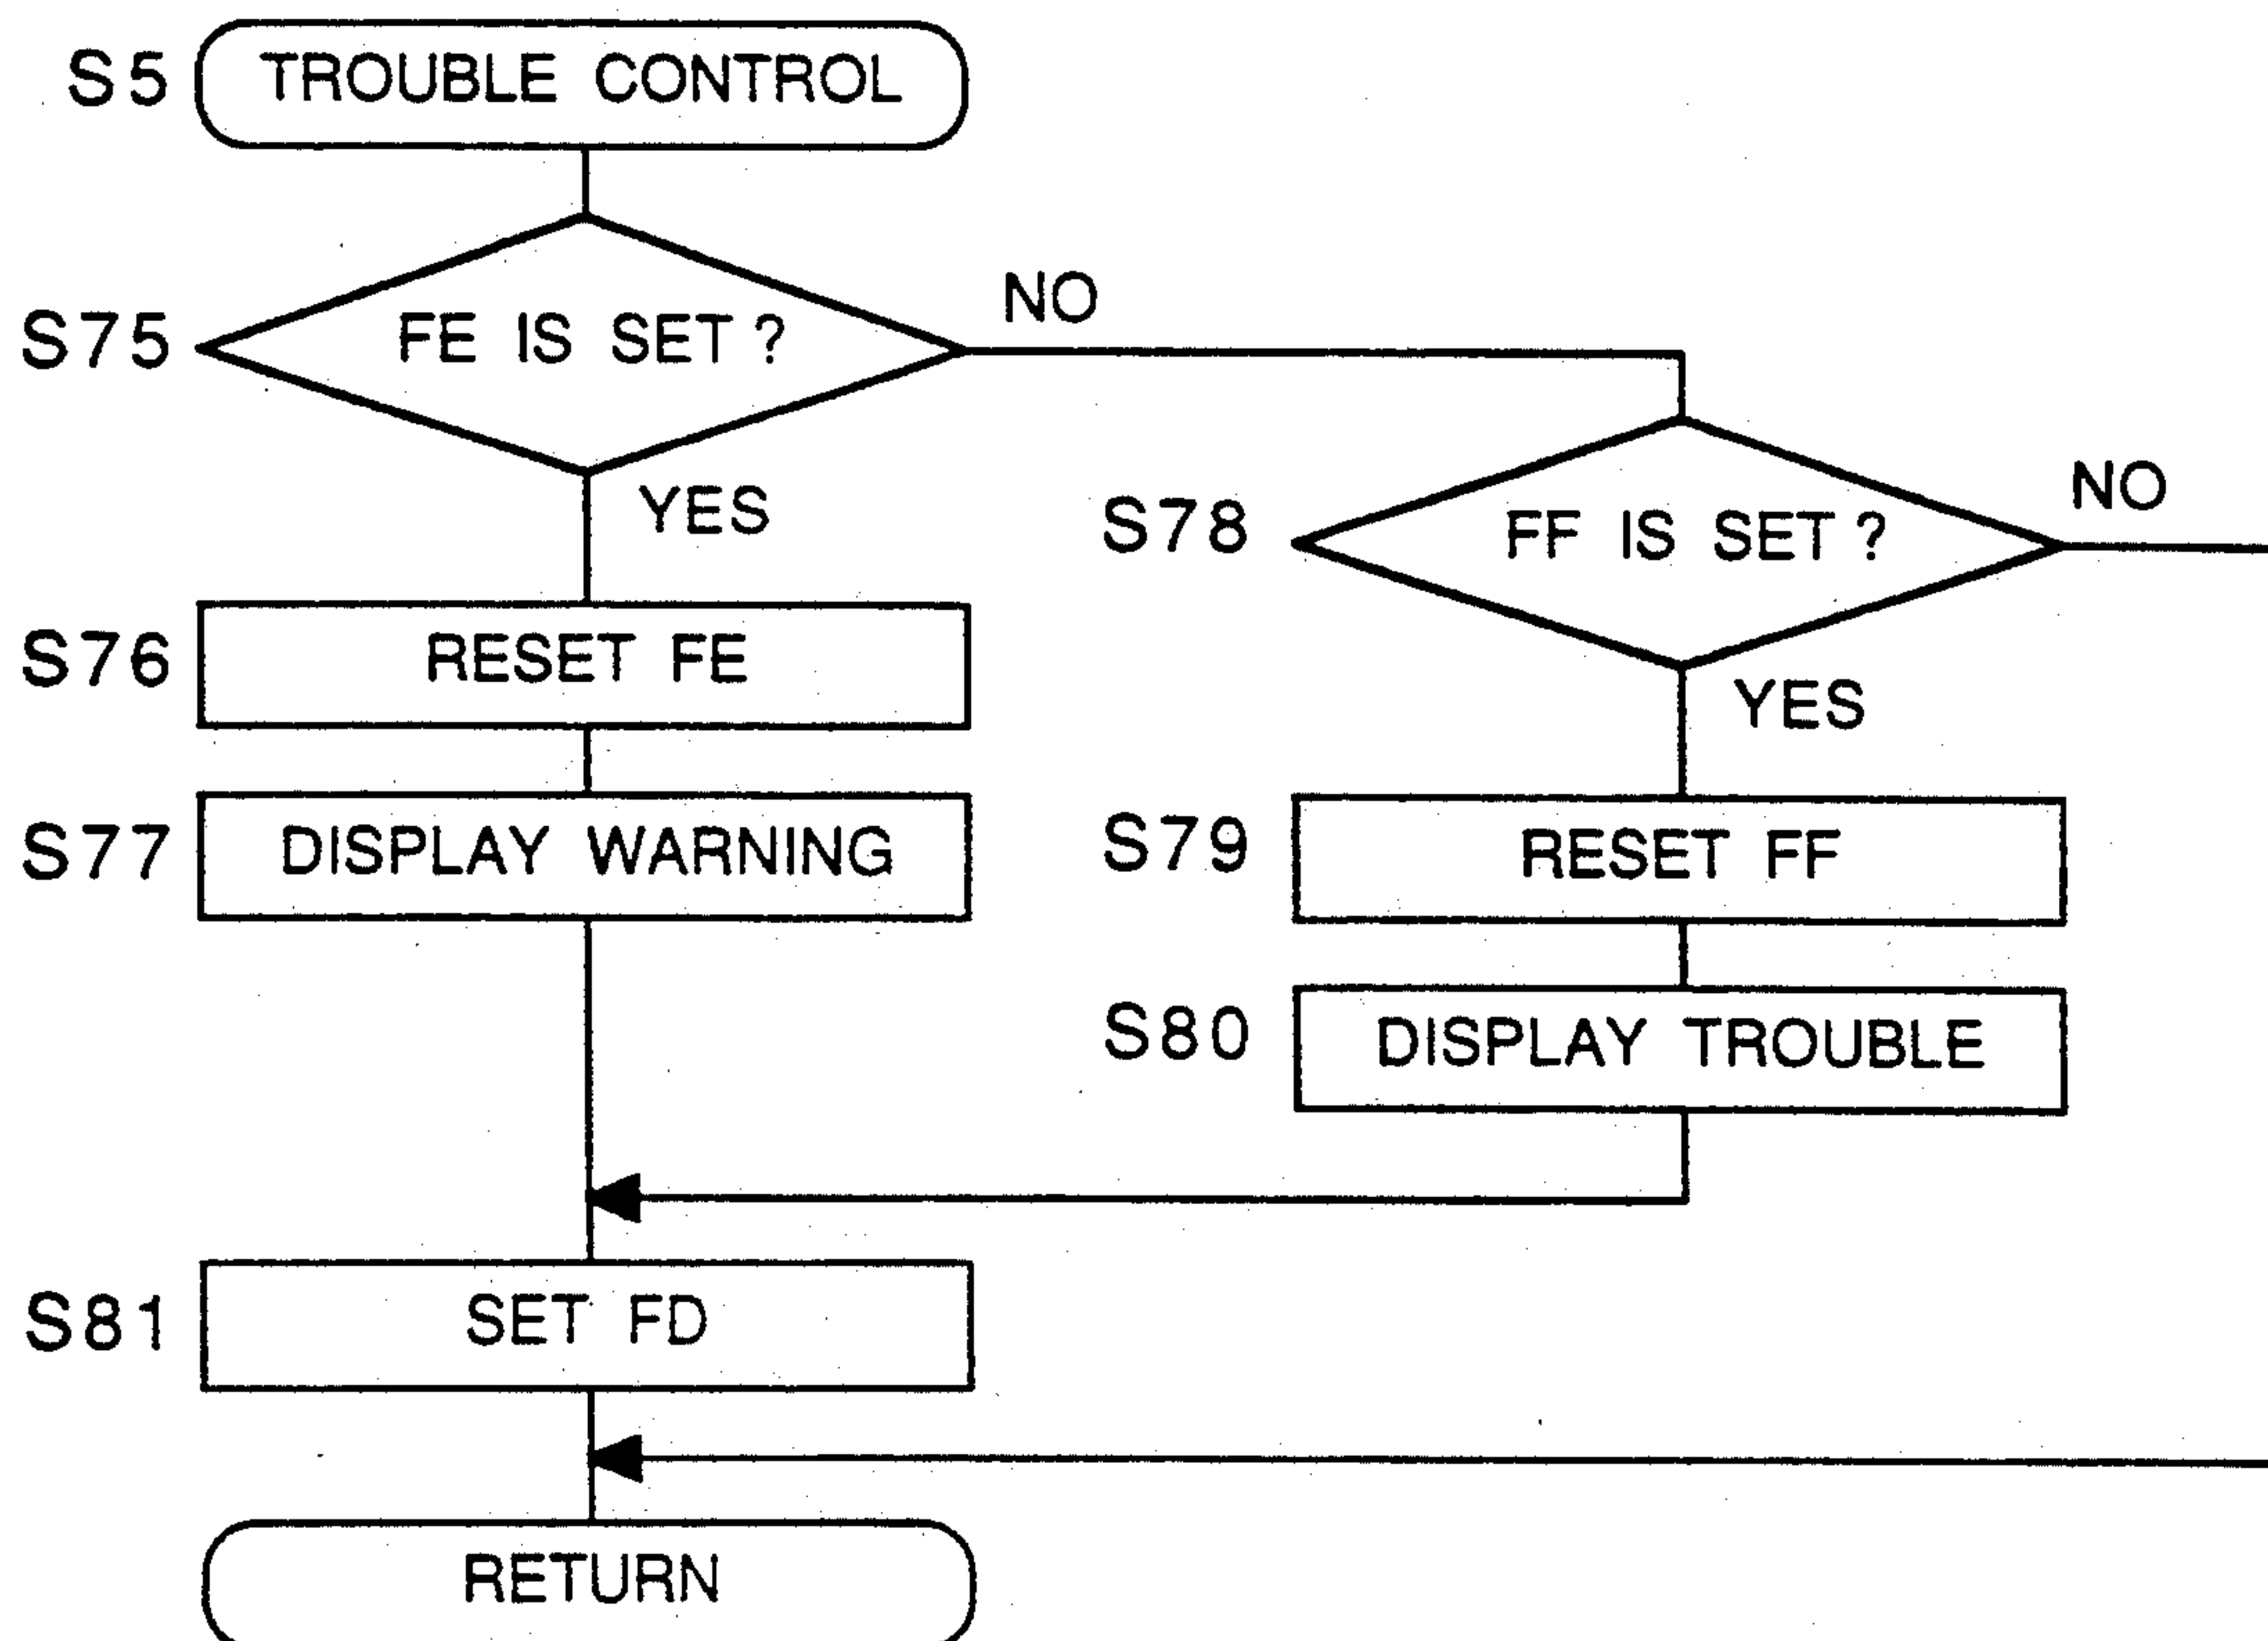 S5 TROUBLE CONTROL
S75 FE IS SET ?
NO
YES
S76 RESET FE
S77 DISPLAY WARNING
S78 FF IS SET ?
NO
YES
S79 RESET FF
S80 DISPLAY TROUBLE
S81 SET FD
RETURN